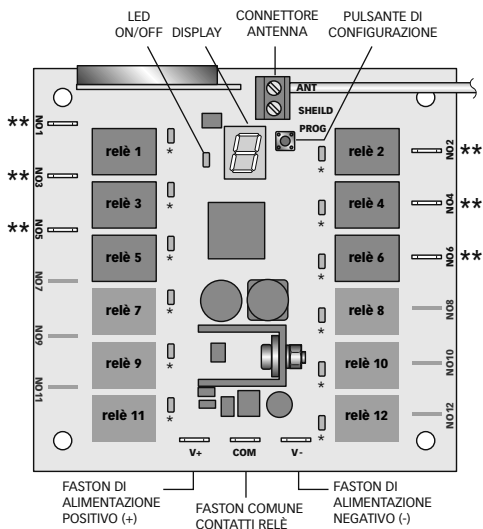 LED
ON/OFF
DISPLAY
CONNETTORE
ANTENNA
PULSANTE DI
CONFIGURAZIONE
ANT
SHEILD
PROG
** NO1
relè 1
*
relè 2
*
NO2 **
** NO3
relè 3
*
relè 4
*
NO4 **
** NO5
relè 5
*
relè 6
*
NO6 **
NO7
relè 7
*
relè 8
*
NO8
NO9
relè 9
*
relè 10
*
NO10
NO11
relè 11
*
relè 12
*
NO12
V+
COM
V-
FASTON DI
ALIMENTAZIONE
POSITIVO (+)
FASTON COMUNE
CONTATTI RELÈ
FASTON DI
ALIMENTAZIONE
NEGATIVO (-)